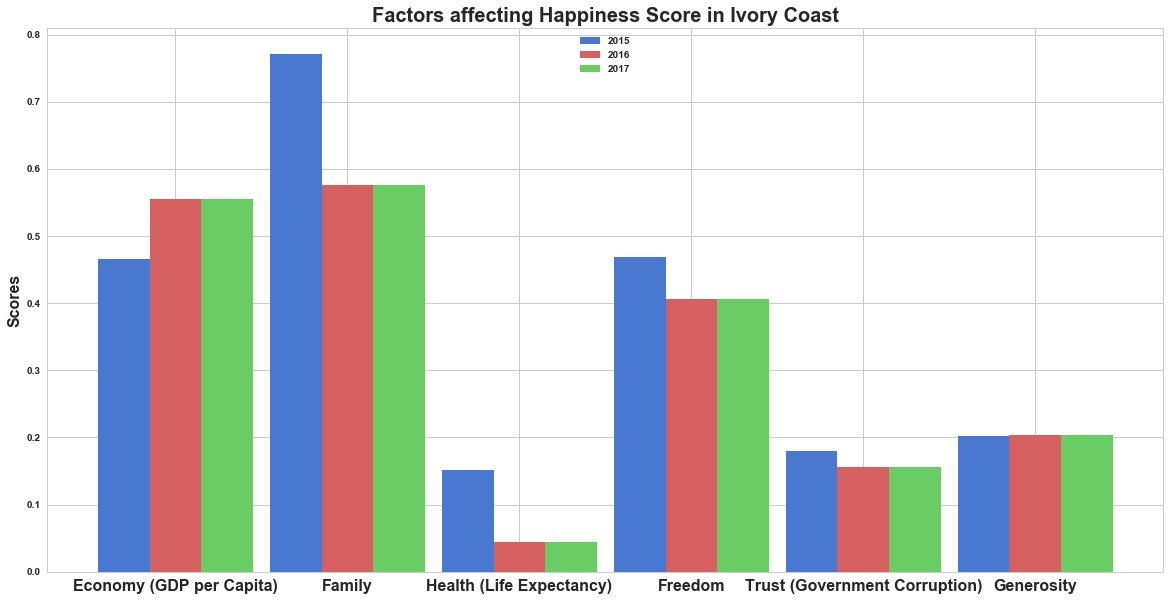 Factors affecting Happiness Score in Ivory Coast
2015
2016
2017
Scores
0.8
0.7
0.6
0.5
0.4
0.3
0.2
0.1
0.0
Economy (GDP per Capita)
Family
Health (Life Expectancy)
Freedom
Trust (Government Corruption)
Generosity